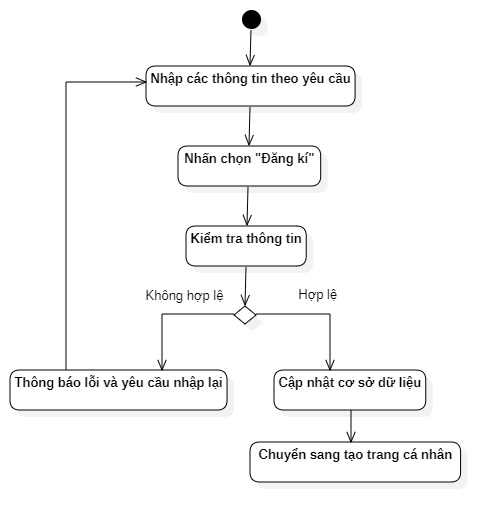 Nhập các thông tin theo yêu cầu
Nhấn chọn "Đăng kí"
Kiểm tra thông tin
Không hợp lệ
Hợp lệ
Thông báo lỗi và yêu cầu nhập lại
Cập nhật cơ sở dữ liệu
Chuyển sang tạo trang cá nhân